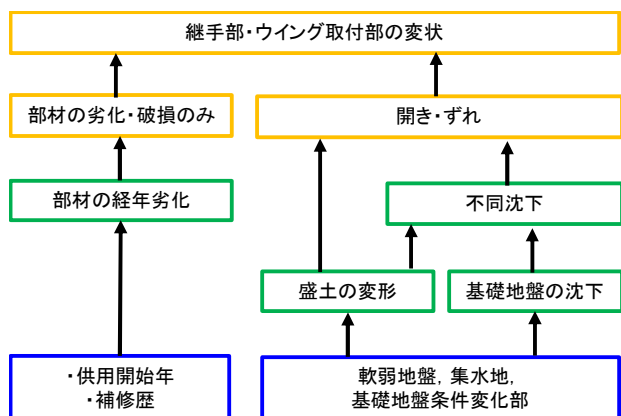 継手部・ウイング取付部の変状
部材の劣化・破損のみ
開き・ずれ
部材の経年劣化
不同沈下
盛土の変形
基礎地盤の沈下
・供用開始年
・補修歴
軟弱地盤，集水地，
基礎地盤条件変化部